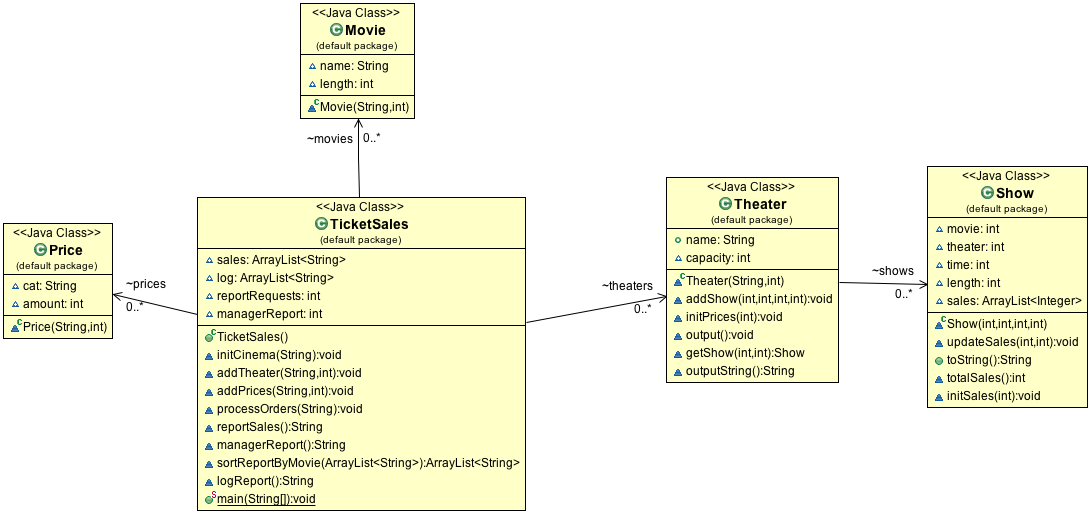 <<Java Class>>
Movie
(default package)
name: String
length: int
Movie(String,int)
~movies
0..*
<<Java Class>>
Price
(default package)
cat: String
amount: int
Price(String,int)
~prices
0..*
<<Java Class>>
TicketSales
(default package)
sales: ArrayList<String>
log: ArrayList<String>
reportRequests: int
managerReport: int
TicketSales()
initCinema(String):void
addTheater(String,int):void
addPrices(String,int):void
processOrders(String):void
reportSales():String
managerReport():String
sortReportByMovie(ArrayList<String>):ArrayList<String>
logReport():String
main(String[]):void
~theaters
0..*
<<Java Class>>
Theater
(default package)
name: String
capacity: int
Theater(String,int)
addShow(int,int,int,int):void
initPrices(int):void
output():void
getShow(int,int):Show
outputString():String
~shows
0..*
<<Java Class>>
Show
(default package)
movie: int
theater: int
time: int
length: int
sales: ArrayList<Integer>
Show(int,int,int,int)
updateSales(int,int):void
toString():String
totalSales():int
initSales(int):void